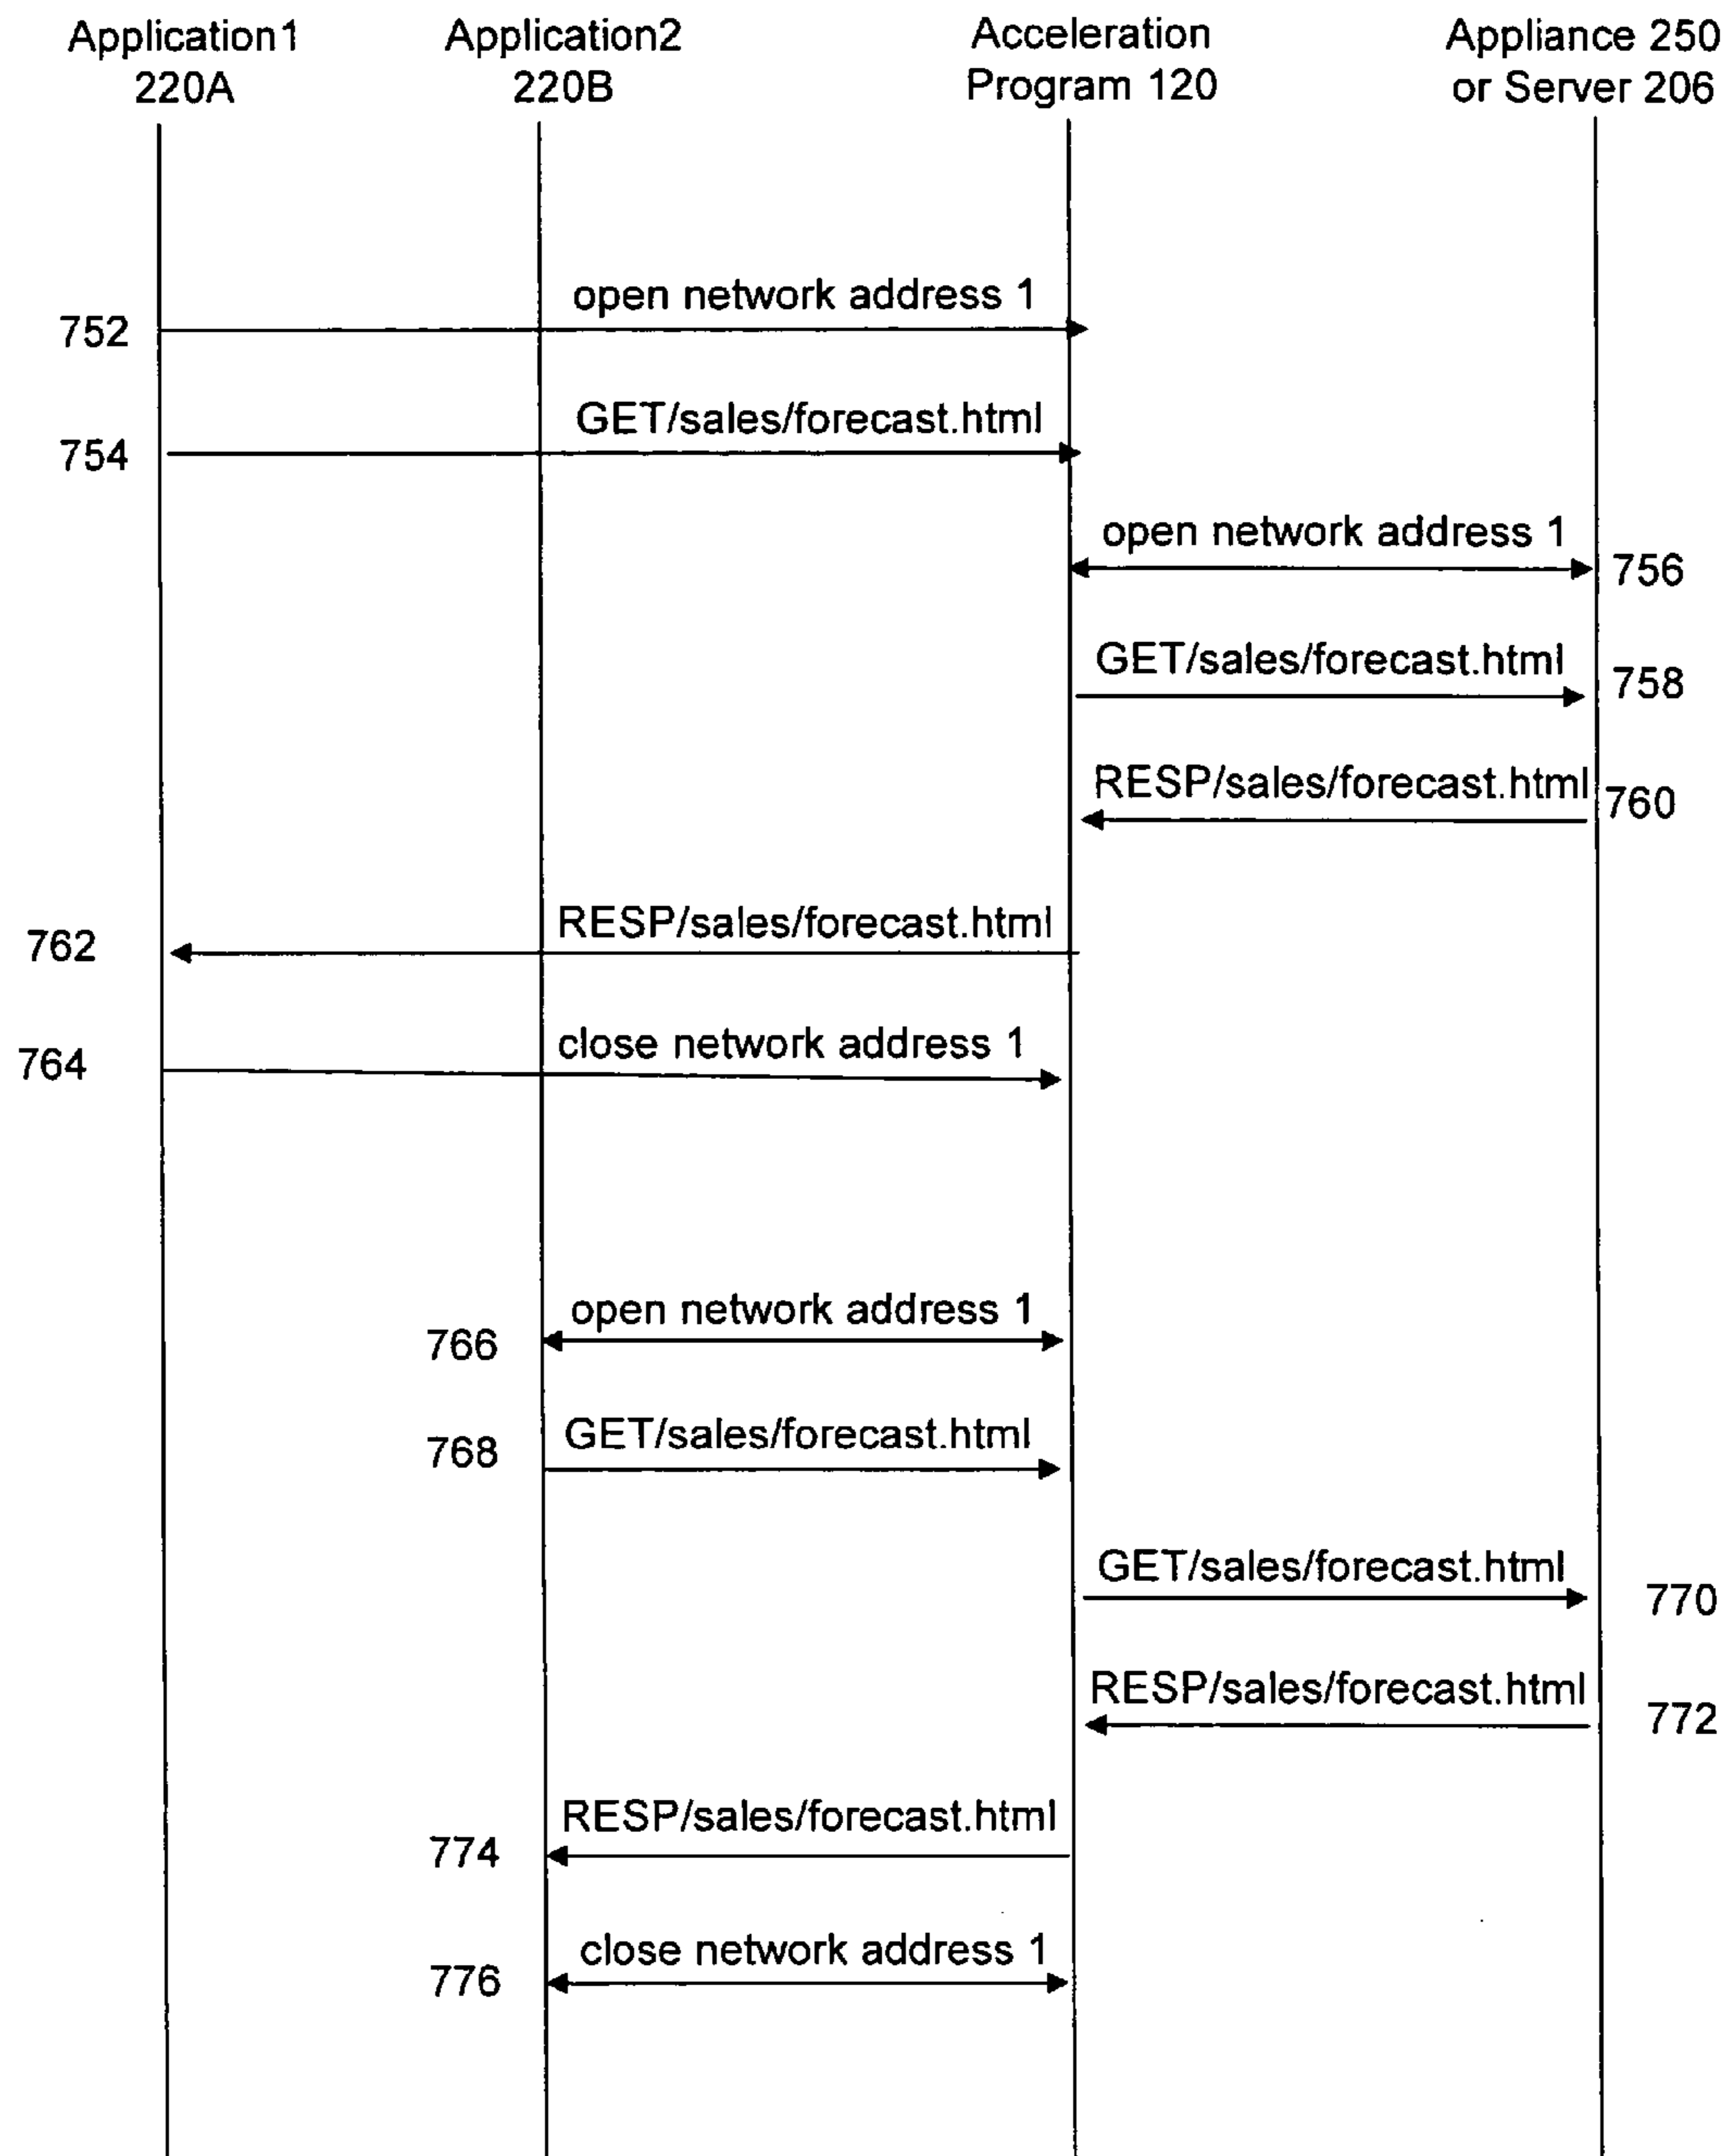 Application1
220A
Application2
220B
Acceleration
Program 120
Appliance 250
or Server 206
open network address 1
752
GET/sales/forecast.html
754
open network address 1
756
GET/sales/forecast.html
758
RESP/sales/forecast.html
760
RESP/sales/forecast.html
762
close network address 1
764
open network address 1
766
GET/sales/forecast.html
768
GET/sales/forecast.html
770
RESP/sales/forecast.html
772
RESP/sales/forecast.html
774
close network address 1
776